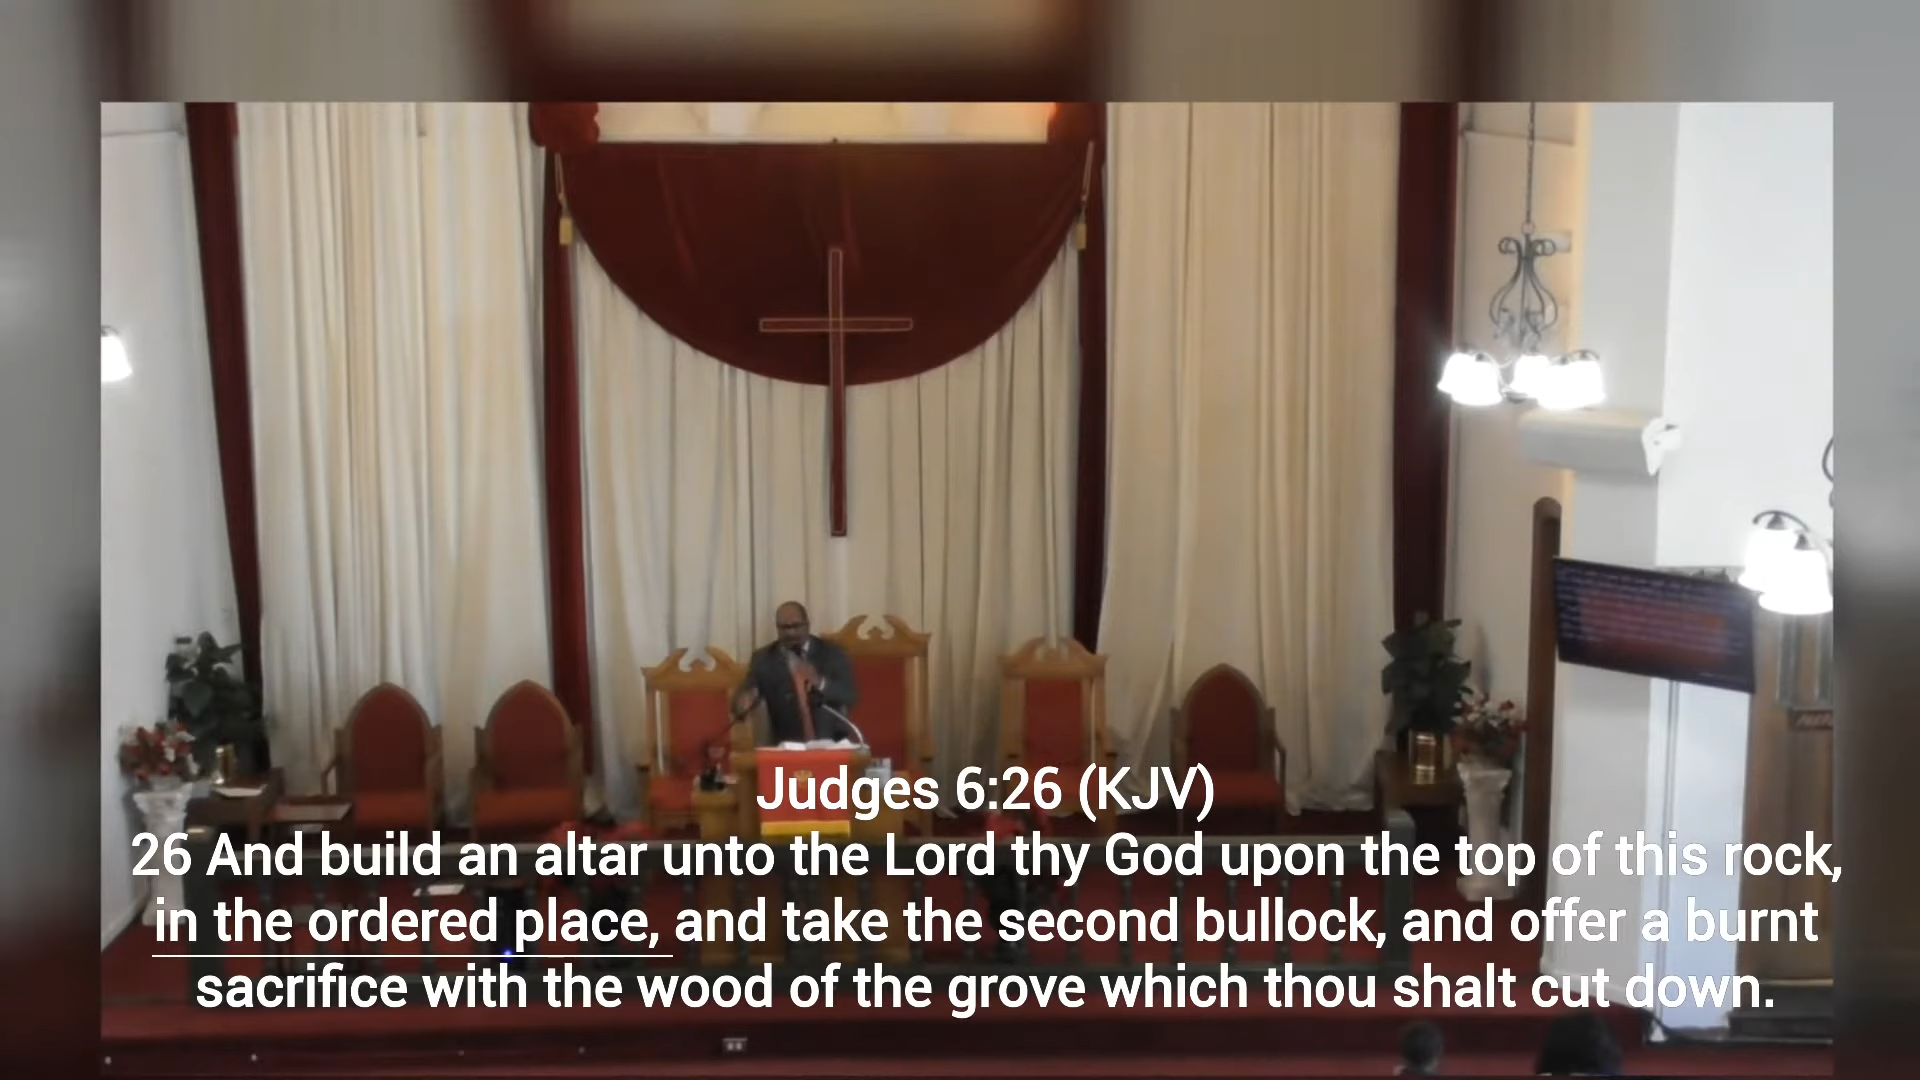 Judges 6:26 (KJV)
26 And build an altar unto the Lord thy God upon the top of this rock,
in the ordered place, and take the second bullock, and offer a burnt
sacrifice with the wood of the grove which thou shalt cut down.